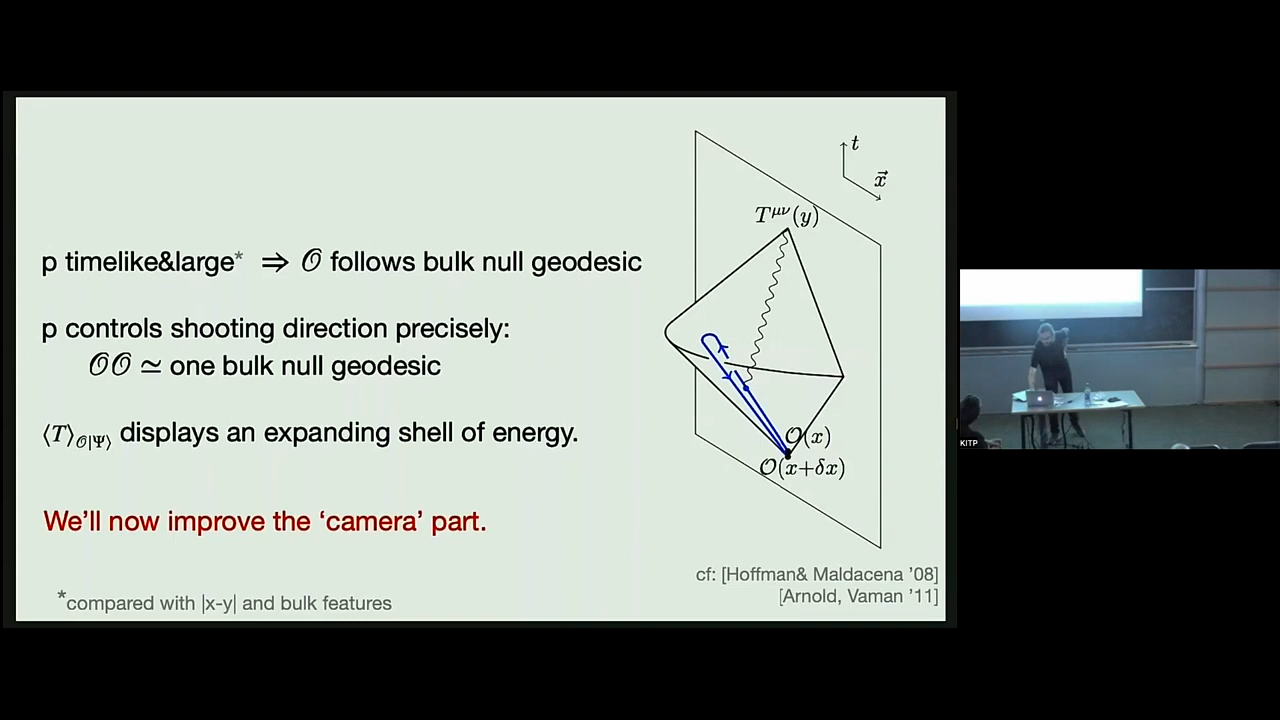 t
x⃗
T^{μν}(y)
p timelike&large* ⇒ 𝒪 follows bulk null geodesic
p controls shooting direction precisely:
𝒪𝒪 ≃ one bulk null geodesic
⟨T⟩_{𝒪|Ψ⟩} displays an expanding shell of energy.
𝒪(x)
𝒪(x+δx)
We'll now improve the ‘camera’ part.
cf: [Hoffman& Maldacena ’08]
[Arnold, Vaman ’11]
*compared with |x-y| and bulk features
KITP